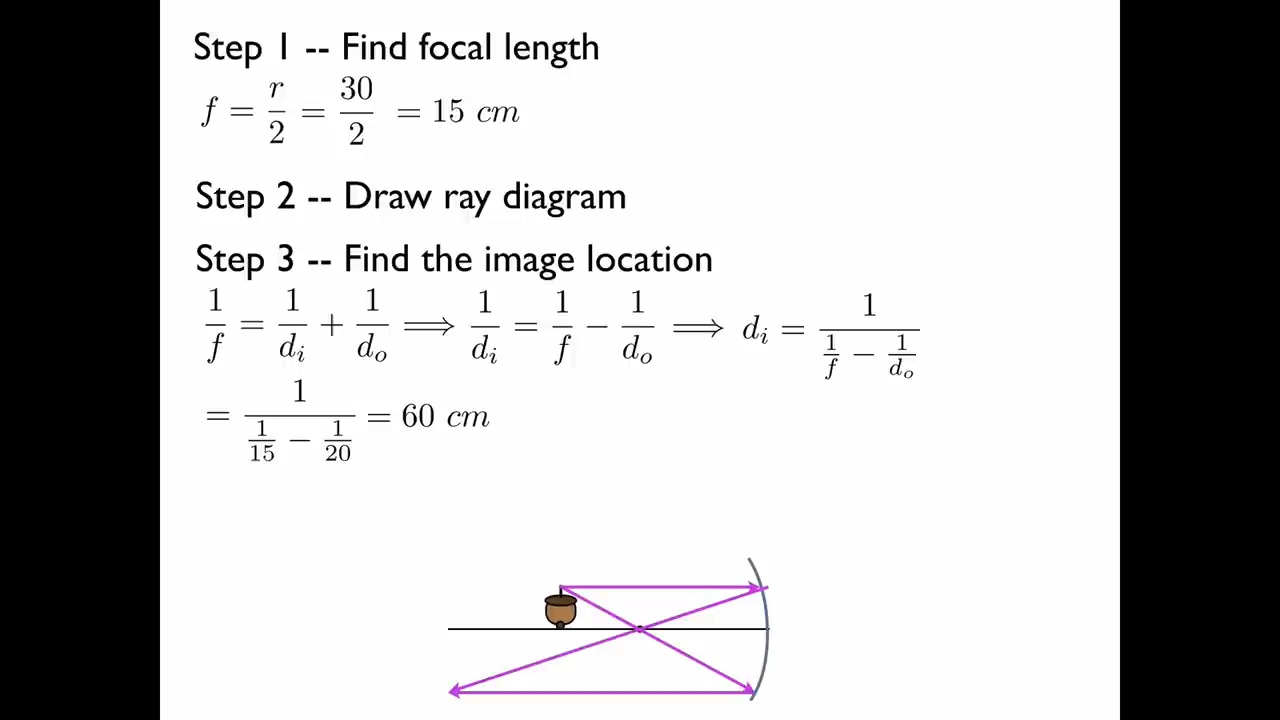 Step 1 -- Find focal length
f = r/2 = 30/2 = 15 cm
Step 2 -- Draw ray diagram
Step 3 -- Find the image location
1/f = 1/d_i + 1/d_o ⟹ 1/d_i = 1/f − 1/d_o ⟹ d_i = 1/(1/f − 1/d_o)
= 1/(1/15 − 1/20) = 60 cm